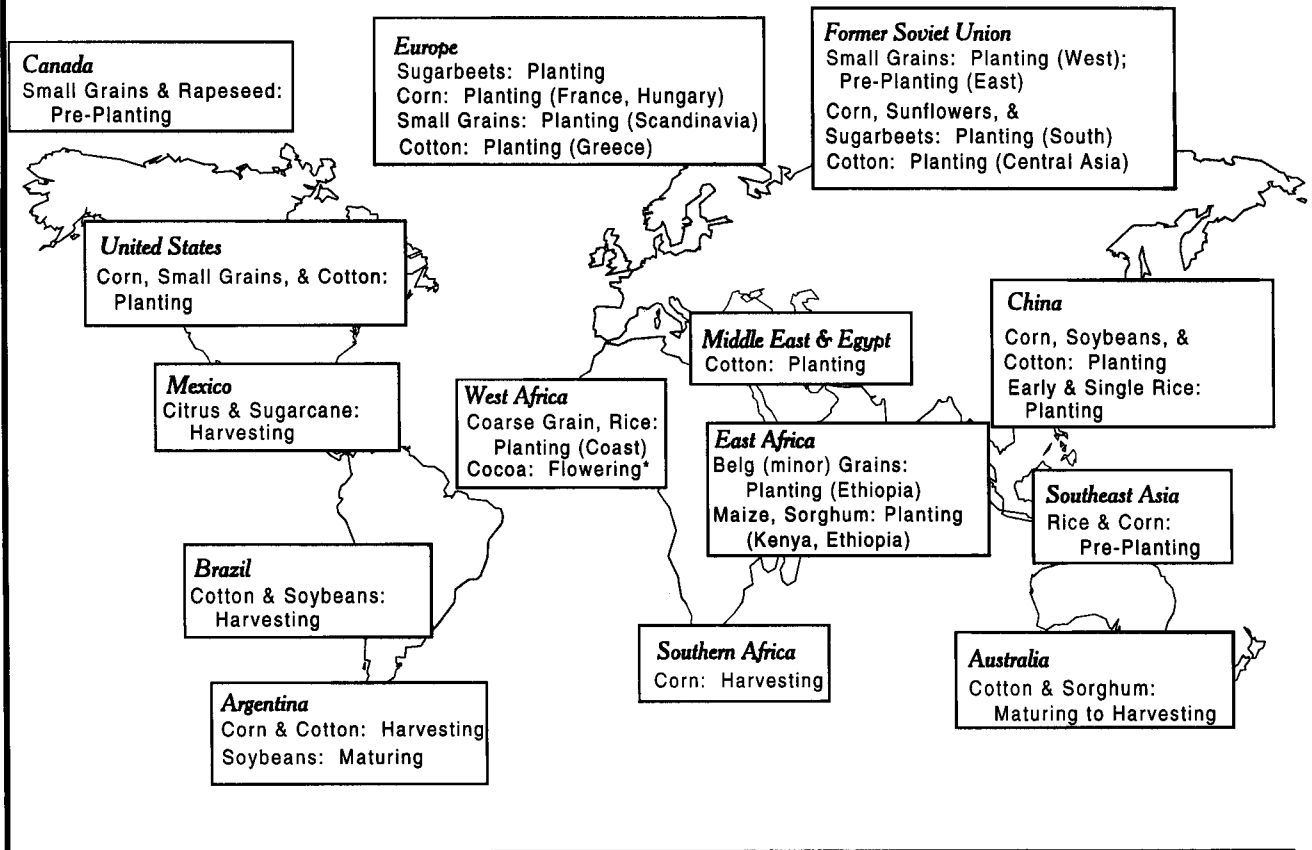 Canada
Small Grains & Rapeseed:
Pre-Planting
Europe
Sugarbeets: Planting
Corn: Planting (France, Hungary)
Small Grains: Planting (Scandinavia)
Cotton: Planting (Greece)
Former Soviet Union
Small Grains: Planting (West);
Pre-Planting (East)
Corn, Sunflowers, &
Sugarbeets: Planting (South)
Cotton: Planting (Central Asia)
United States
Corn, Small Grains, & Cotton:
Planting
Mexico
Citrus & Sugarcane:
Harvesting
West Africa
Coarse Grain, Rice:
Planting (Coast)
Cocoa: Flowering*
Middle East & Egypt
Cotton: Planting
China
Corn, Soybeans, &
Cotton: Planting
Early & Single Rice:
Planting
East Africa
Belg (minor) Grains:
Planting (Ethiopia)
Maize, Sorghum: Planting
(Kenya, Ethiopia)
Southeast Asia
Rice & Corn:
Pre-Planting
Brazil
Cotton & Soybeans:
Harvesting
Southern Africa
Corn: Harvesting
Australia
Cotton & Sorghum:
Maturing to Harvesting
Argentina
Corn & Cotton: Harvesting
Soybeans: Maturing